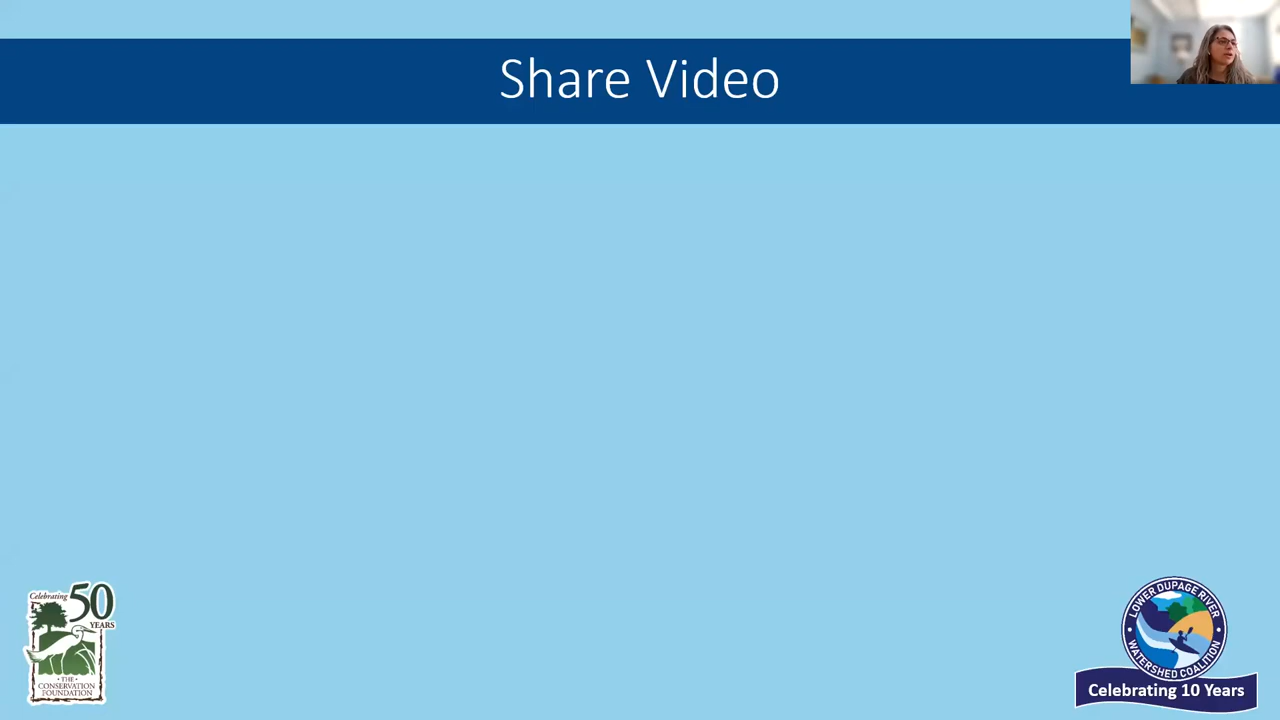 Share Video
Celebrating 50
YEARS
• THE
CONSERVATION
FOUNDATION
LOWER DUPAGE RIVER
• WATERSHED COALITION •
Celebrating 10 Years